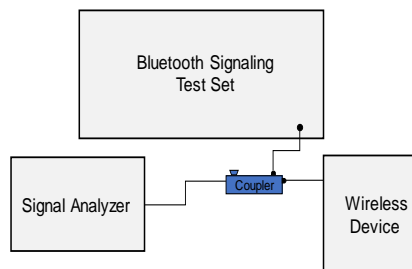 Bluetooth Signaling
Test Set
Signal Analyzer
Coupler
Wireless
Device